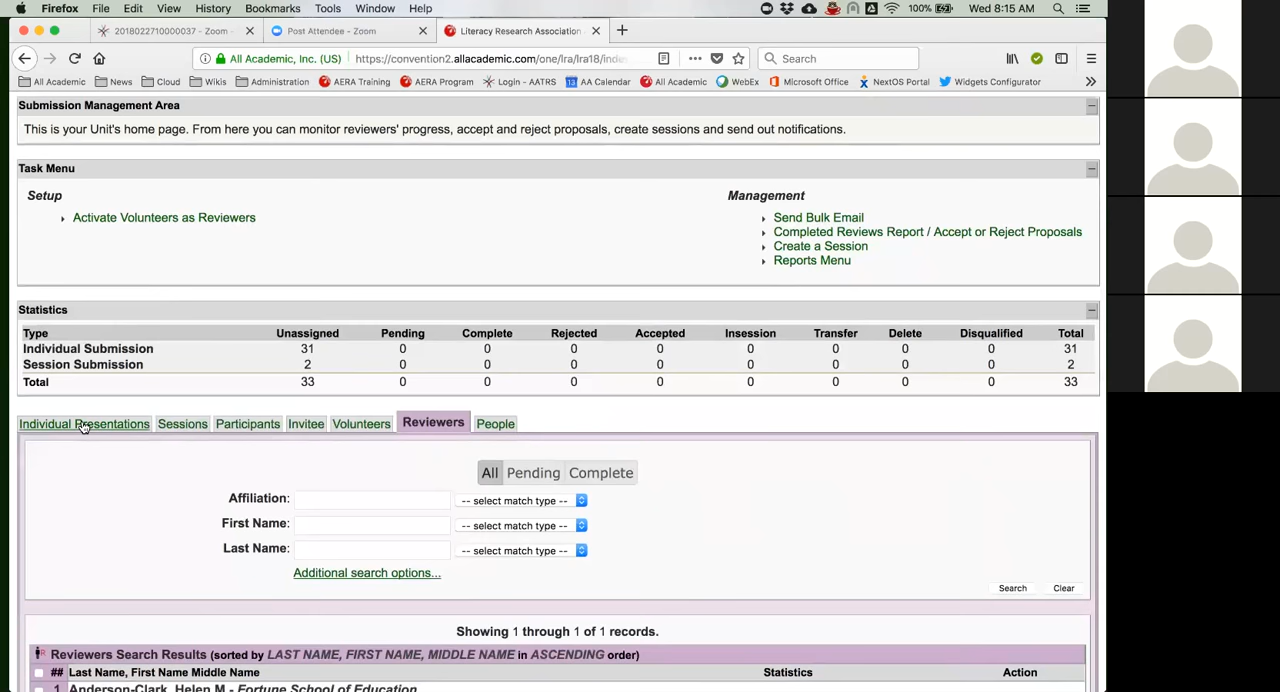 Firefox File Edit View History Bookmarks Tools Window Help 100% Wed 8:15 AM
2018022710000037 - Zoom Post Attendee - Zoom Literacy Research Association
All Academic, Inc. (US) https://convention2.allacademic.com/one/lra/lra18/inde Search
All Academic News Cloud Wikis Administration AERA Training AERA Program Login - AATRS AA Calendar All Academic WebEx Microsoft Office NextOS Portal Widgets Configurator
Submission Management Area
This is your Unit's home page. From here you can monitor reviewers' progress, accept and reject proposals, create sessions and send out notifications.
Task Menu
Setup Management
Activate Volunteers as Reviewers Send Bulk Email
Completed Reviews Report / Accept or Reject Proposals
Create a Session
Reports Menu
Statistics
Type Unassigned Pending Complete Rejected Accepted Insession Transfer Delete Disqualified Total
Individual Submission 31 0 0 0 0 0 0 0 0 31
Session Submission 2 0 0 0 0 0 0 0 0 2
Total 33 0 0 0 0 0 0 0 0 33
Individual Presentations Sessions Participants Invitee Volunteers Reviewers People
All Pending Complete
Affiliation: -- select match type --
First Name: -- select match type --
Last Name: -- select match type --
Additional search options...
Search Clear
Showing 1 through 1 of 1 records.
Reviewers Search Results (sorted by LAST NAME, FIRST NAME, MIDDLE NAME in ASCENDING order)
## Last Name, First Name Middle Name Statistics Action
1 Anderson-Clark, Helen M - Fortune School of Education